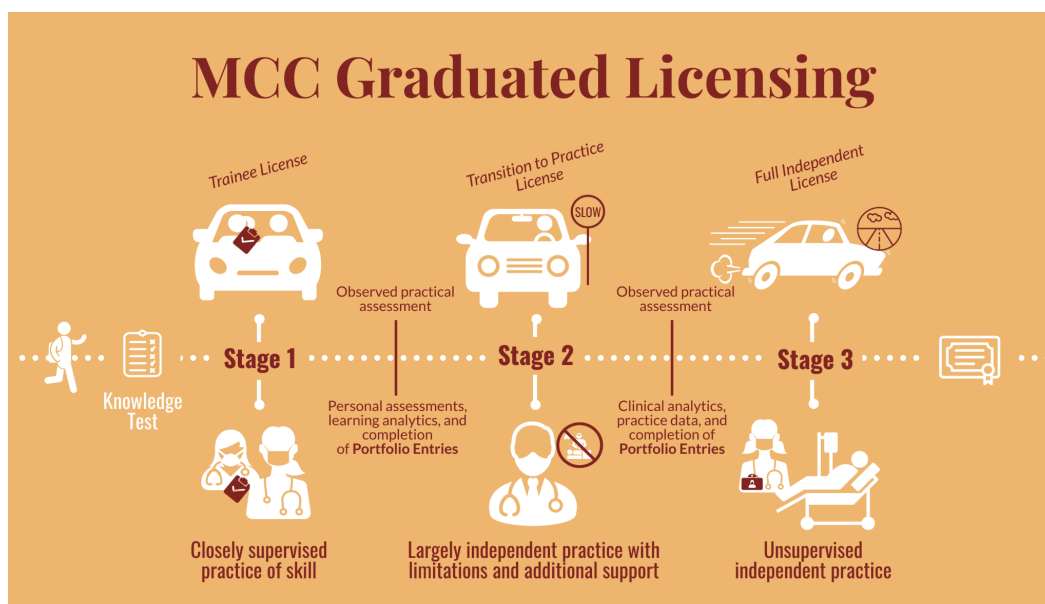 MCC Graduated Licensing
Trainee License
Transition to Practice
License
Full Independent
License
SLOW
Observed practical
assessment
Observed practical
assessment
Stage 1
Stage 2
Stage 3
Knowledge
Test
Personal assessments,
learning analytics, and
completion
of Portfolio Entries
Clinical analytics,
practice data, and
completion of
Portfolio Entries
Closely supervised
practice of skill
Largely independent practice with
limitations and additional support
Unsupervised
independent practice